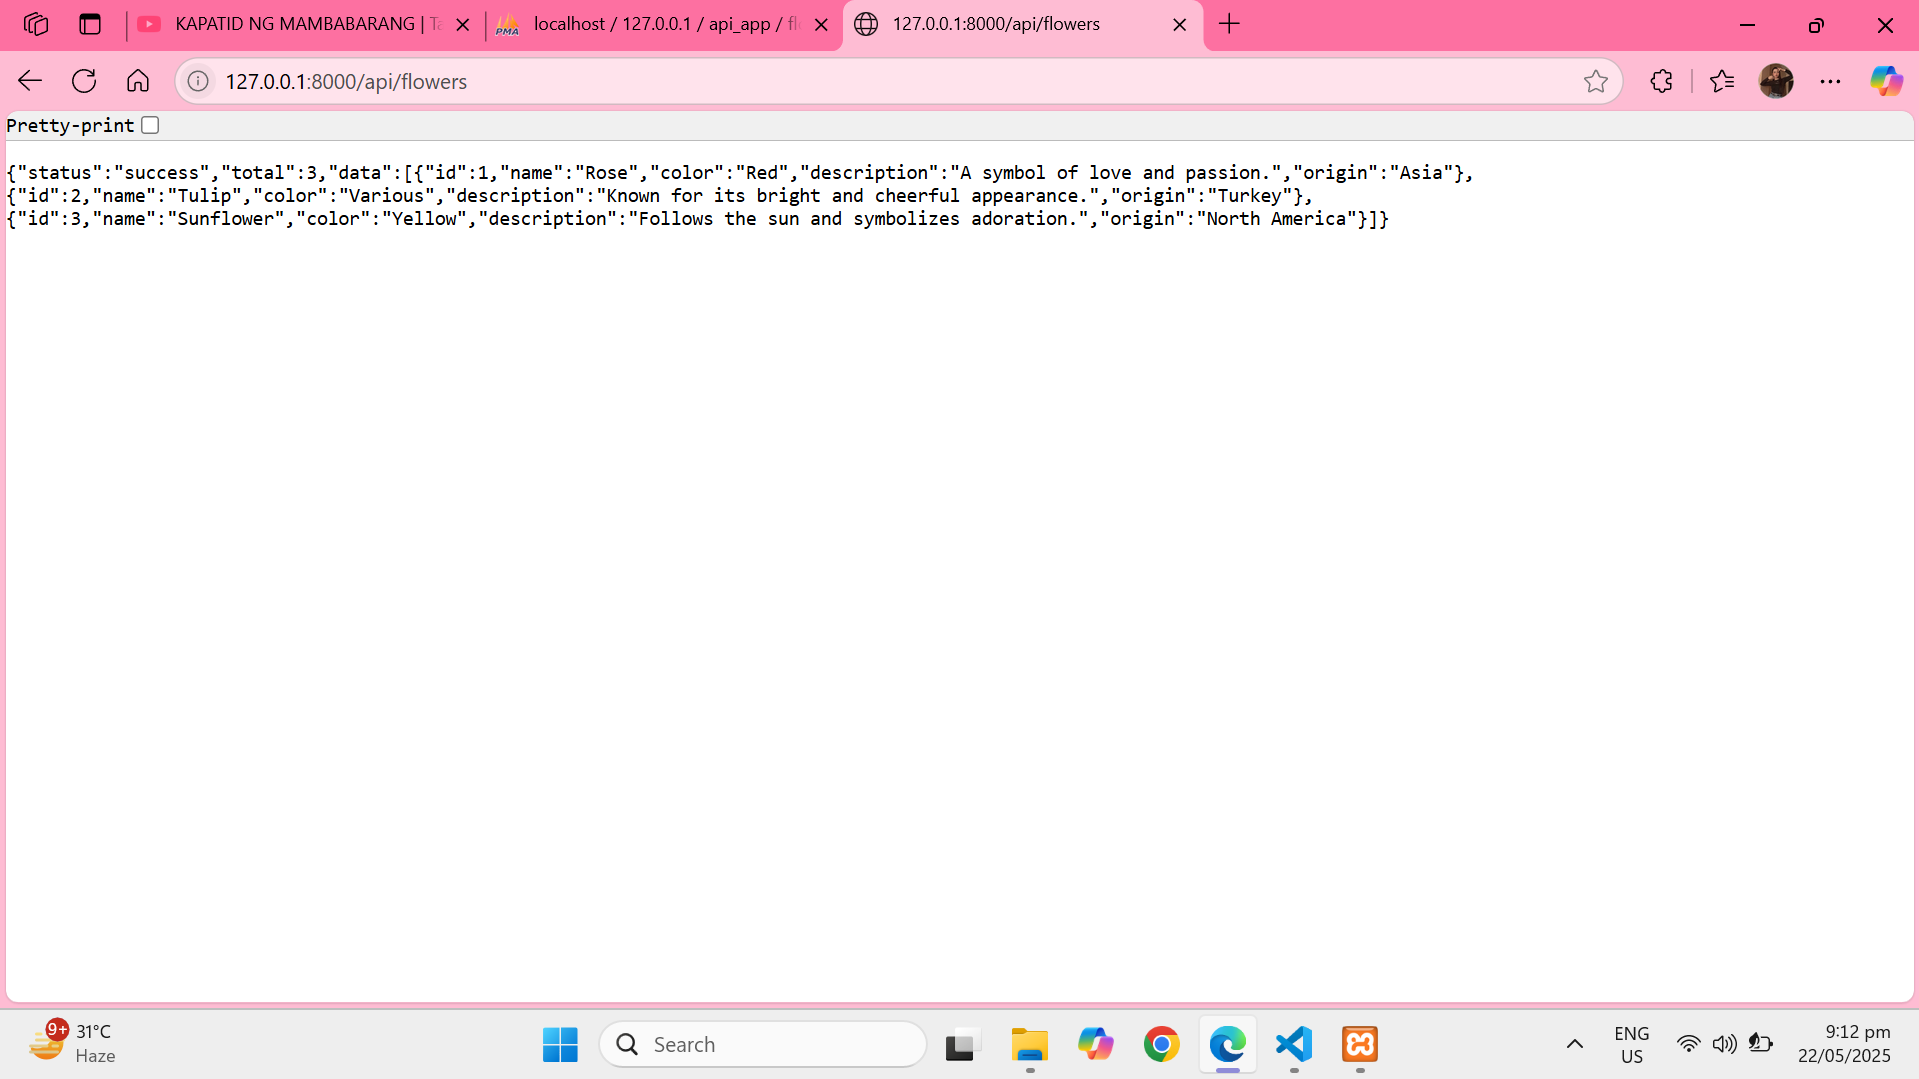 KAPATID NG MAMBABARANG | Ta
PMA
localhost / 127.0.0.1 / api_app / fl
127.0.0.1:8000/api/flowers
127.0.0.1:8000/api/flowers
Pretty-print
{"status":"success","total":3,"data":[{"id":1,"name":"Rose","color":"Red","description":"A symbol of love and passion.","origin":"Asia"},
{"id":2,"name":"Tulip","color":"Various","description":"Known for its bright and cheerful appearance.","origin":"Turkey"},
{"id":3,"name":"Sunflower","color":"Yellow","description":"Follows the sun and symbolizes adoration.","origin":"North America"}]}
9+
31°C
Haze
Search
ENG
US
9:12 pm
22/05/2025